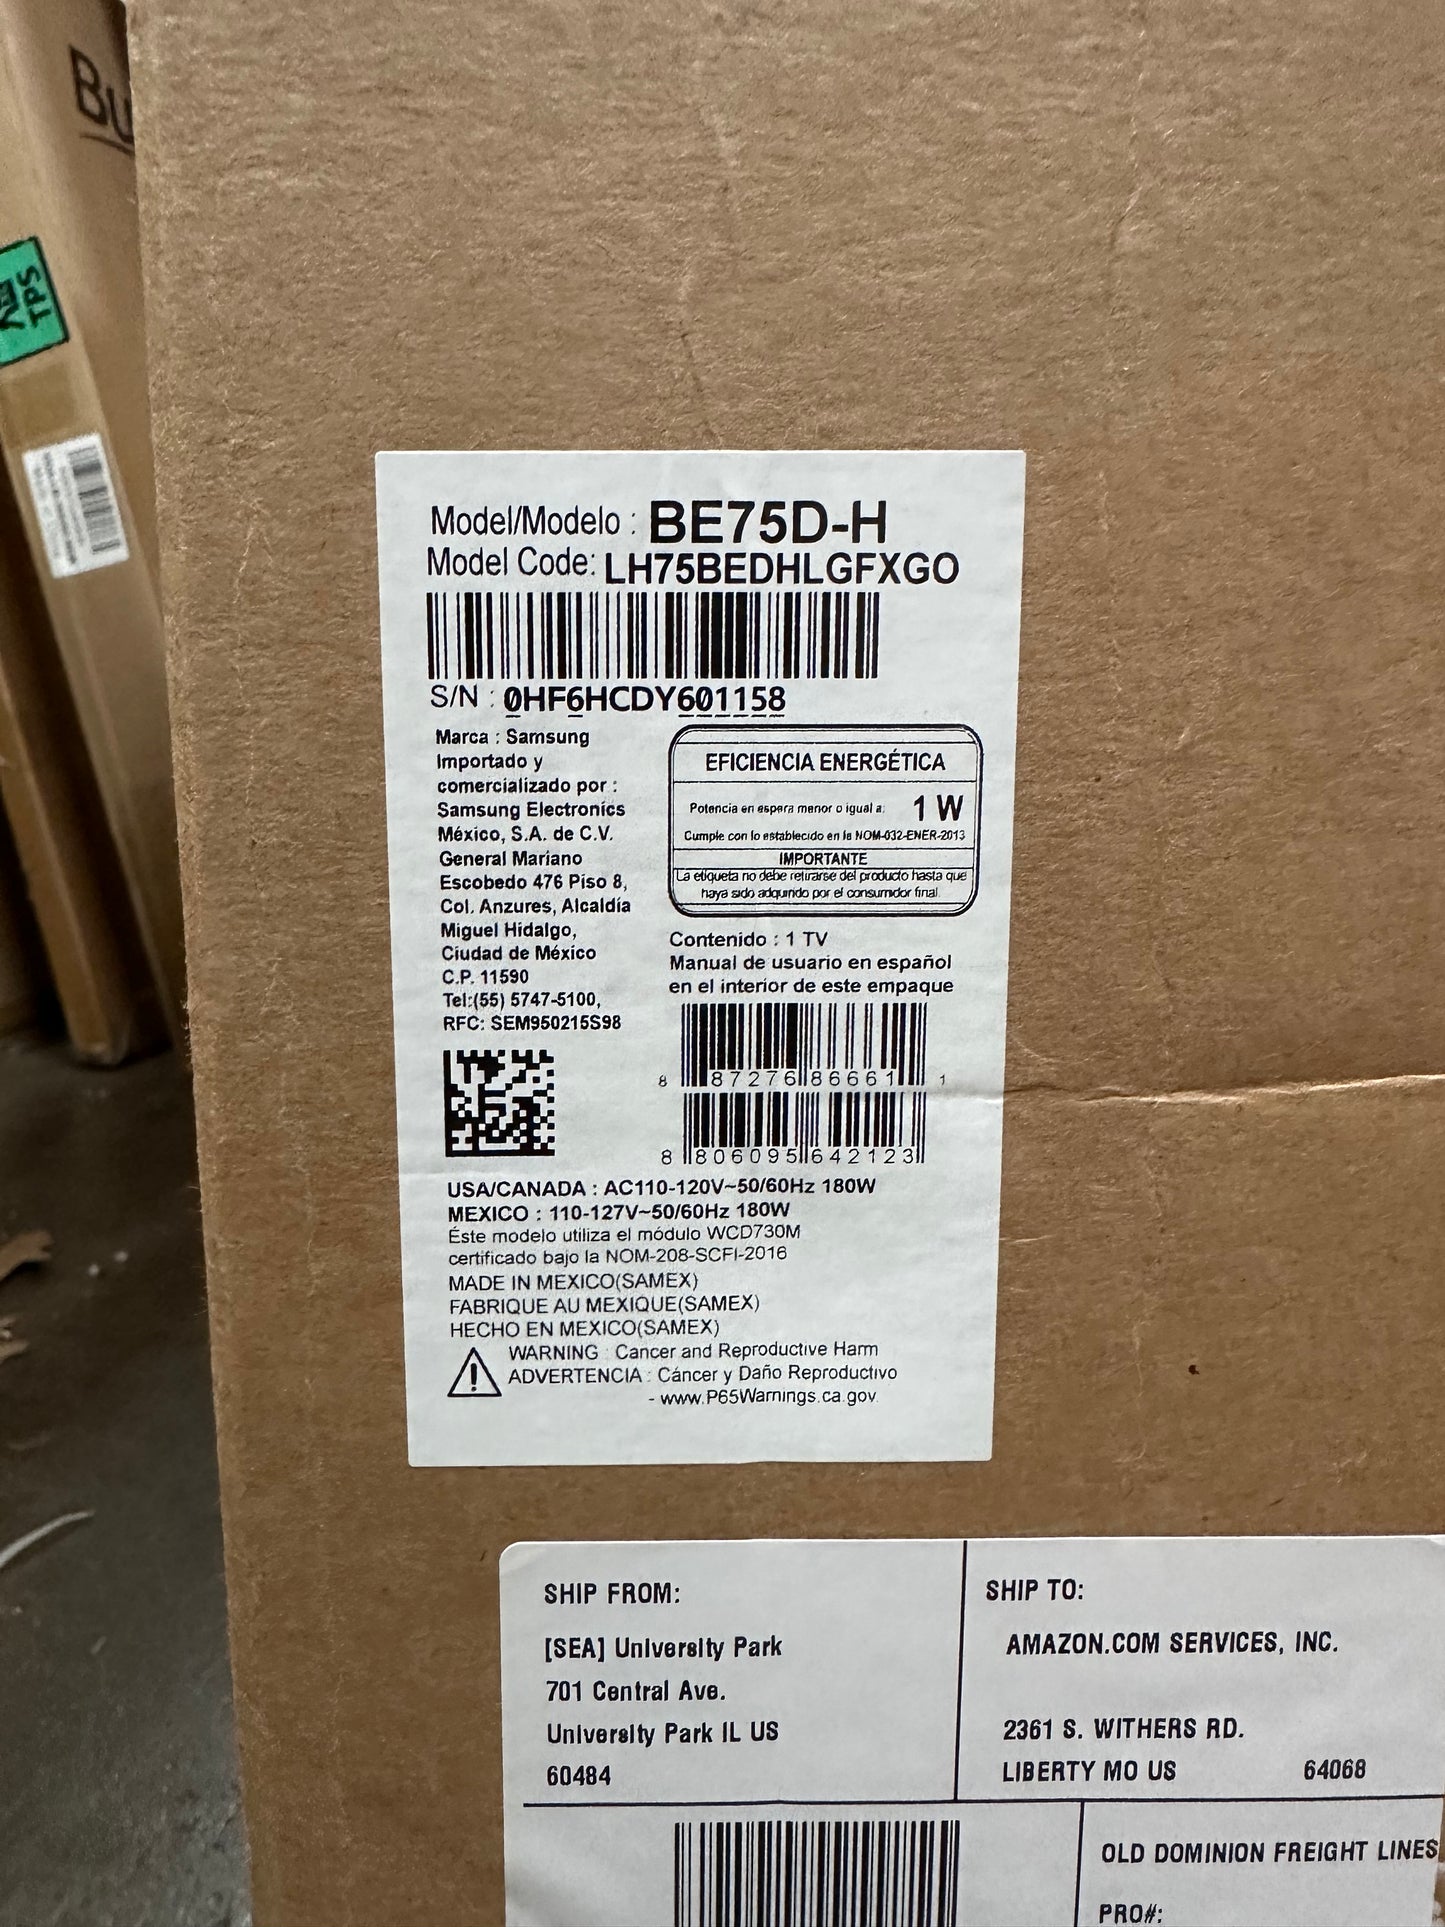 Bu
TPS
Model/Modelo : BE75D-H
Model Code: LH75BEDHLGFXGO
S/N : 0HF6HCDY601158
Marca : Samsung
Importado y
comercializado por :
Samsung Electronics
México, S.A. de C.V.
General Mariano
Escobedo 476 Piso 8,
Col. Anzures, Alcaldía
Miguel Hidalgo,
Ciudad de México
C.P. 11590
Tel:(55) 5747-5100,
RFC: SEM950215S98
EFICIENCIA ENERGÉTICA
Potencia en espera menor o igual a: 1 W
Cumple con lo establecido en la NOM-032-ENER-2013
IMPORTANTE
La etiqueta no debe retirarse del producto hasta que
haya sido adquirido por el consumidor final.
Contenido : 1 TV
Manual de usuario en español
en el interior de este empaque
8 87276 86661 1
8 806095 642123
USA/CANADA : AC110-120V~50/60Hz 180W
MEXICO : 110-127V~50/60Hz 180W
Éste modelo utiliza el módulo WCD730M
certificado bajo la NOM-208-SCFI-2016
MADE IN MEXICO(SAMEX)
FABRIQUE AU MEXIQUE(SAMEX)
HECHO EN MEXICO(SAMEX)
WARNING : Cancer and Reproductive Harm
ADVERTENCIA : Cáncer y Daño Reproductivo
- www.P65Warnings.ca.gov
SHIP FROM:
[SEA] University Park
701 Central Ave.
University Park IL US
60484
SHIP TO:
AMAZON.COM SERVICES, INC.
2361 S. WITHERS RD.
LIBERTY MO US 64068
OLD DOMINION FREIGHT LINES
PRO#: